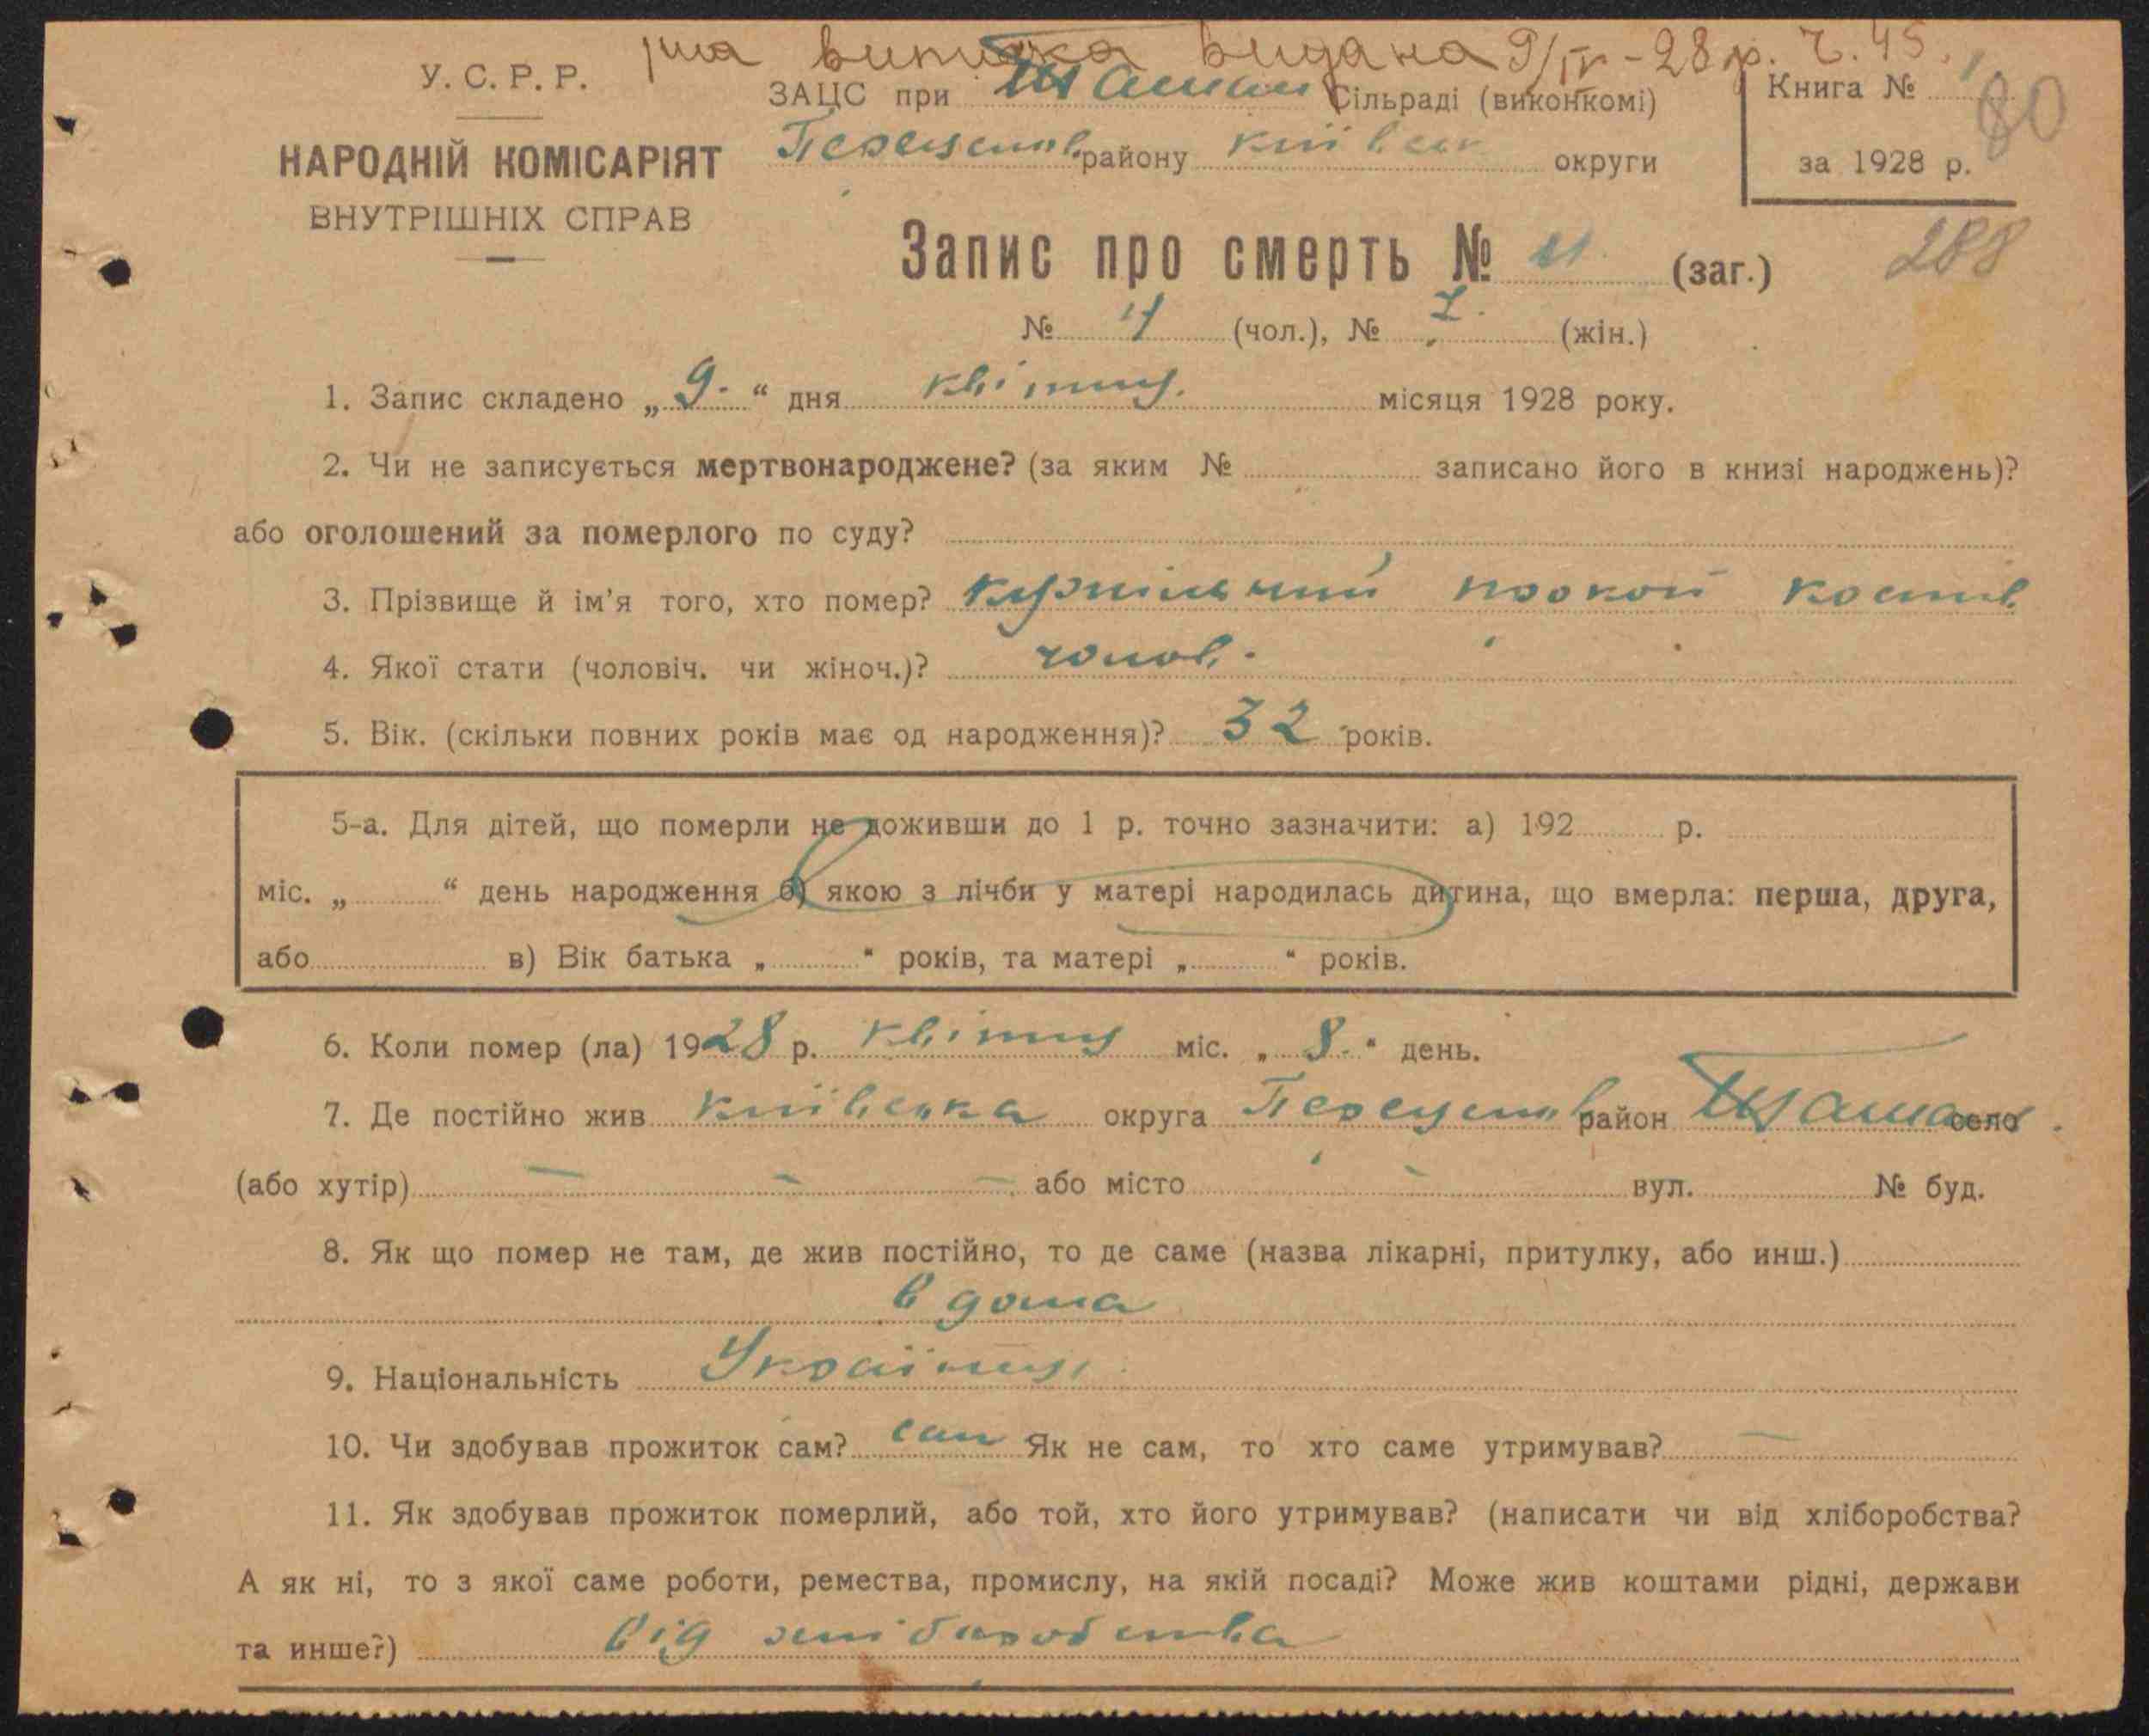 виписка видана 9/IV-28 р. Ч. 45.
У. С. Р. Р.
НАРОДНІЙ КОМІСАРІЯТ
ВНУТРІШНІХ СПРАВ
ЗАЦС при Сільраді (виконкомі)
району київськ округи
Книга № 1
80
за 1928 р.
288
Запис про смерть № 11. (заг.)
№ 4 (чол.), № 7. (жін.)
1. Запис складено „9.“ дня квітня. місяця 1928 року.
2. Чи не записується мертвонароджене? (за яким № записано його в книзі народжень)?
або оголошений за померлого по суду?
3. Прізвище й ім'я того, хто помер?
4. Якої стати (чоловіч. чи жіноч.)? чолов.
5. Вік. (скільки повних років має од народження)? 32 років.
5-а. Для дітей, що померли не доживши до 1 р. точно зазначити: а) 192 р.
міс. „ “ день народження б) якою з лічби у матері народилась дитина, що вмерла: перша, друга,
або в) Вік батька „ “ років, та матері „ “ років.
6. Коли помер (ла) 1928 р. квітня міс. „8.“ день.
7. Де постійно жив київська округа район село
(або хутір) — — — або місто — вул. № буд.
8. Як що помер не там, де жив постійно, то де саме (назва лікарні, притулку, або инш.)
в дома
9. Національність
10. Чи здобував прожиток сам? сам Як не сам, то хто саме утримував? —
11. Як здобував прожиток померлий, або той, хто його утримував? (написати чи від хліборобства?
А як ні, то з якої саме роботи, ремества, промислу, на якій посаді? Може жив коштами рідні, держави
та инше?) від хліборобства